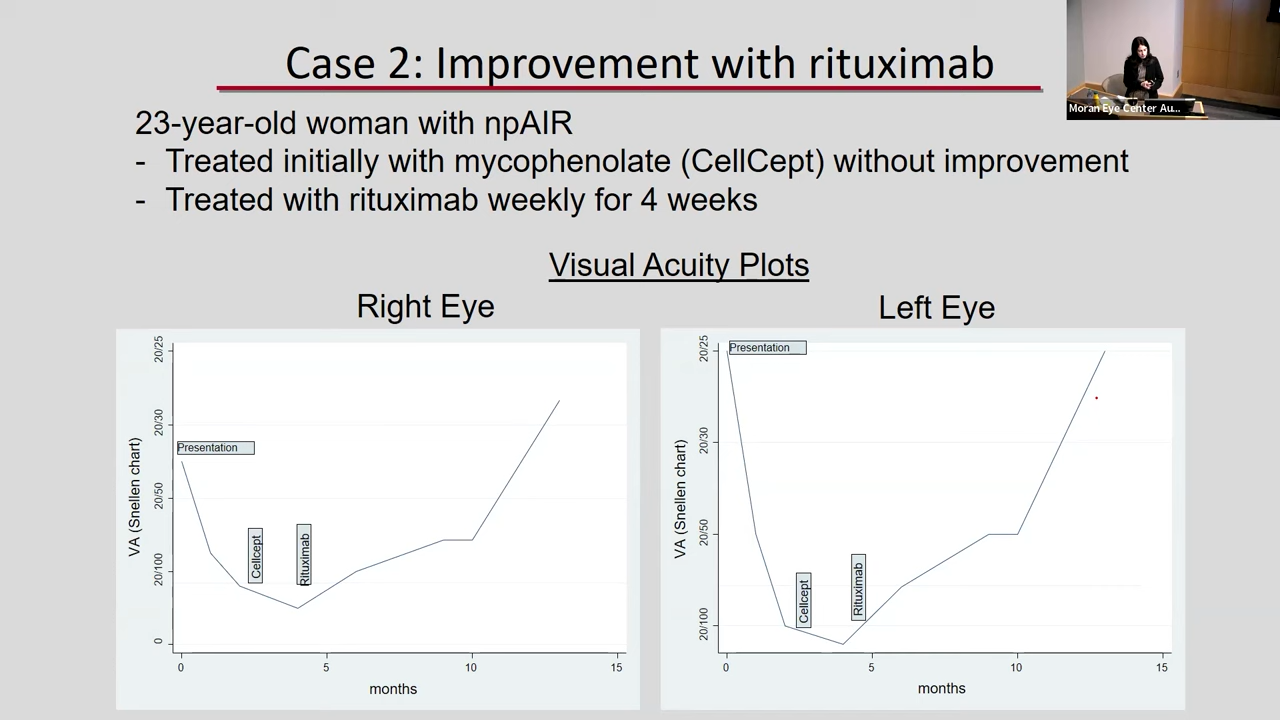 Case 2: Improvement with rituximab
Moran Eye Center Au...
23-year-old woman with npAIR
- Treated initially with mycophenolate (CellCept) without improvement
- Treated with rituximab weekly for 4 weeks
Visual Acuity Plots
Right Eye
VA (Snellen chart)
20/25
20/30
20/50
20/100
0
Presentation
Cellcept
Rituximab
0 5 10 15
months
Left Eye
VA (Snellen chart)
20/25
20/30
20/50
20/100
Presentation
Cellcept
Rituximab
0 5 10 15
months